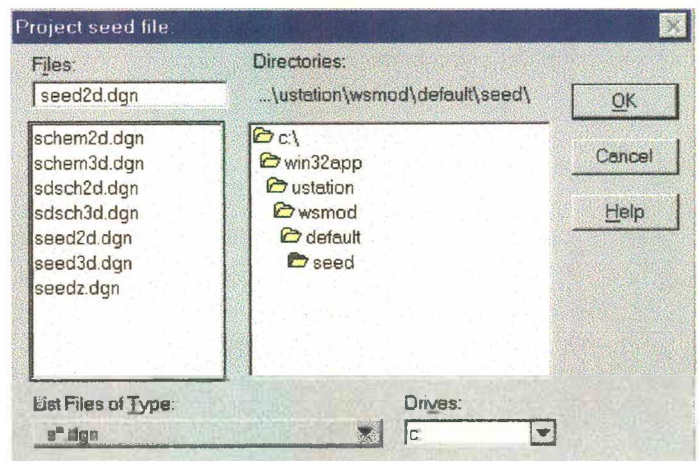 Project seed file:
Files:
seed2d.dgn
schem2d.dgn
schem3d.dgn
sdsch2d.dgn
sdsch3d.dgn
seed2d.dgn
seed3d.dgn
seedz.dgn
Directories:
...\ustation\wsmod\default\seed\
c:\
win32app
ustation
wsmod
default
seed
OK
Cancel
Help
List Files of Type:
s*.dgn
Drives:
c: